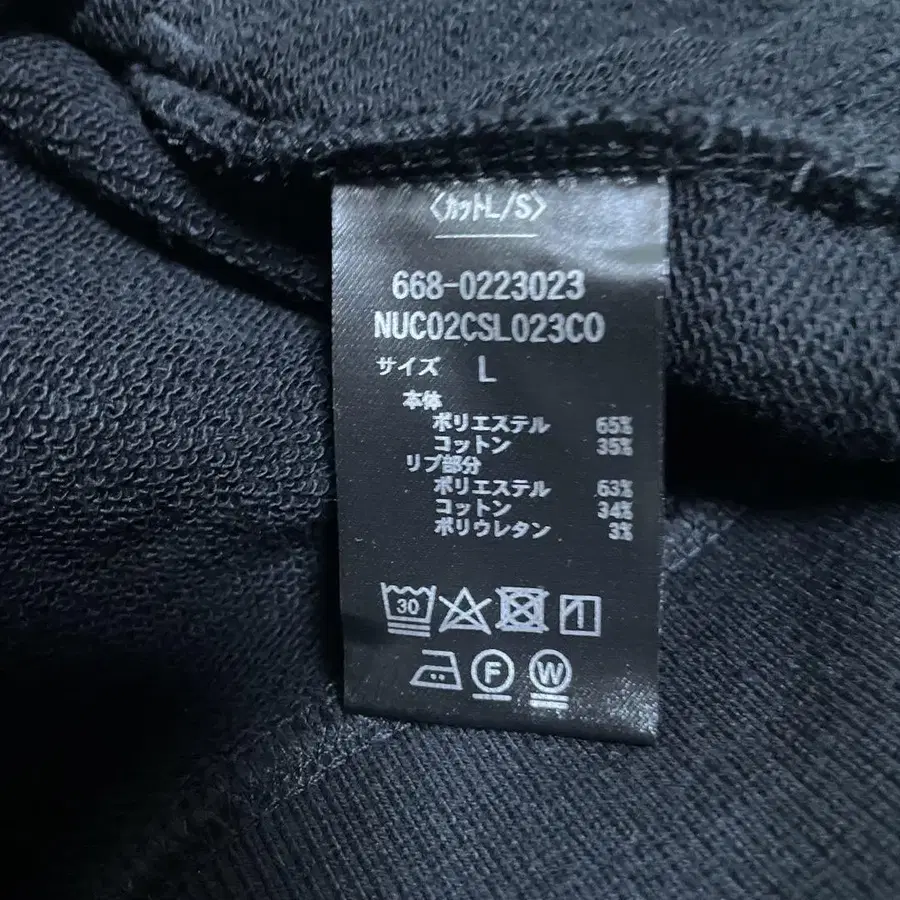 〈カットL/S〉
668-0223023
NUC02CSL023CO
サイズ L
本体
ポリエステル 65%
コットン 35%
リブ部分
ポリエステル 63%
コットン 34%
ポリウレタン 3%
30
F W